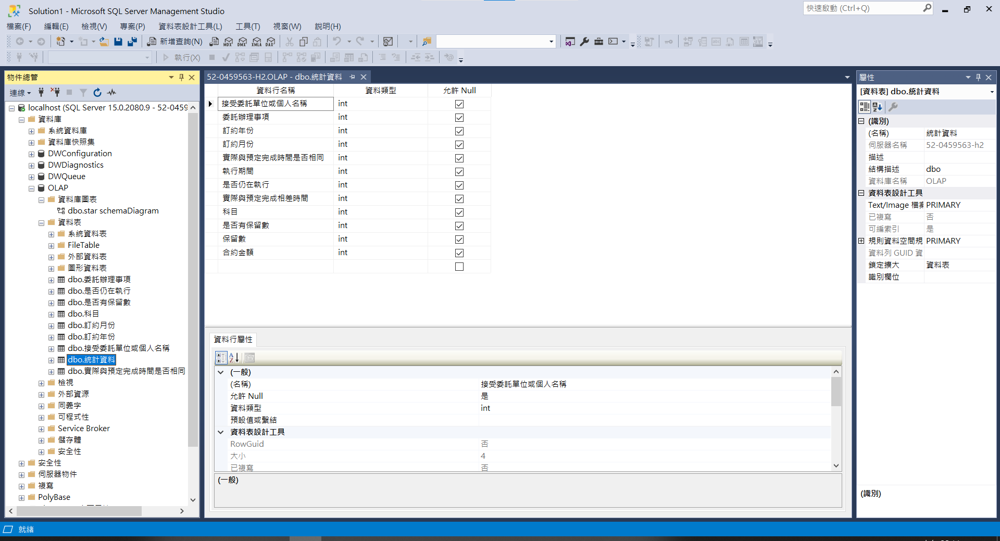 Solution1 - Microsoft SQL Server Management Studio
快速啟動 (Ctrl+Q)
檔案(F) 編輯(E) 檢視(V) 專案(P) 資料表設計工具(L) 工具(T) 視窗(W) 說明(H)
新增查詢(N) MDX DMX XMLA DAX
執行(X)
物件總管
連線
localhost (SQL Server 15.0.2080.9 - 52-0459
資料庫
系統資料庫
資料庫快照集
DWConfiguration
DWDiagnostics
DWQueue
OLAP
資料庫圖表
dbo.star schemaDiagram
資料表
系統資料表
FileTable
外部資料表
圖形資料表
dbo.委託辦理事項
dbo.是否仍在執行
dbo.是否有保留數
dbo.科目
dbo.訂約月份
dbo.訂約年份
dbo.接受委託單位或個人名稱
dbo.統計資料
dbo.實際與預定完成時間是否相同
檢視
外部資源
同義字
可程式性
Service Broker
儲存體
安全性
安全性
伺服器物件
複寫
PolyBase
52-0459563-H2.OLAP - dbo.統計資料
資料行名稱 資料類型 允許 Null
接受委託單位或個人名稱 int
委託辦理事項 int
訂約年份 int
訂約月份 int
實際與預定完成時間是否相同 int
執行期間 int
是否仍在執行 int
實際與預定完成相差時間 int
科目 int
是否有保留數 int
保留數 int
合約金額 int
資料行屬性
(一般)
(名稱) 接受委託單位或個人名稱
允許 Null 是
資料類型 int
預設值或繫結
資料表設計工具
RowGuid 否
大小 4
已複寫 否
(一般)
屬性
[資料表] dbo.統計資料
(識別)
(名稱) 統計資料
伺服器名稱 52-0459563-h2
描述
結構描述 dbo
資料庫名稱 OLAP
資料表設計工具
Text/Image 檔案 PRIMARY
已複寫 否
可編索引 是
規則資料空間規 PRIMARY
資料列 GUID 資
鎖定擴大 資料表
識別欄位
(識別)
就緒